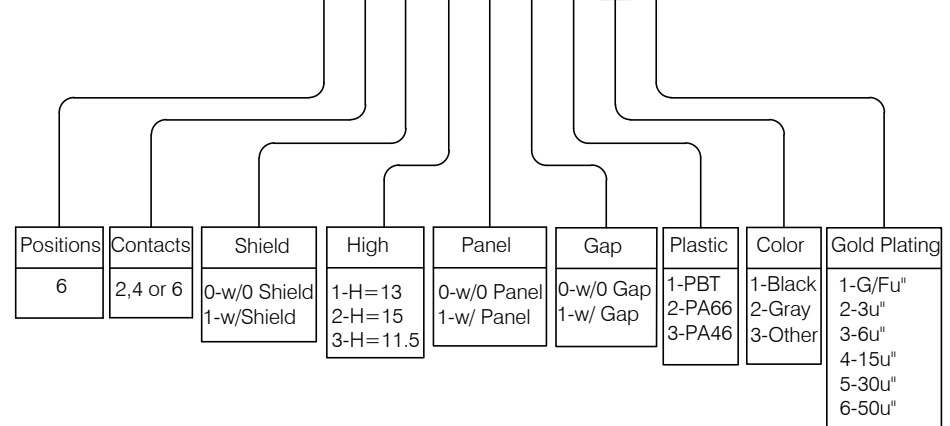 Positions
6
Contacts
2,4 or 6
Shield
0-w/0 Shield
1-w/Shield
High
1-H=13
2-H=15
3-H=11.5
Panel
0-w/0 Panel
1-w/ Panel
Gap
0-w/0 Gap
1-w/ Gap
Plastic
1-PBT
2-PA66
3-PA46
Color
1-Black
2-Gray
3-Other
Gold Plating
1-G/Fu"
2-3u"
3-6u"
4-15u"
5-30u"
6-50u"